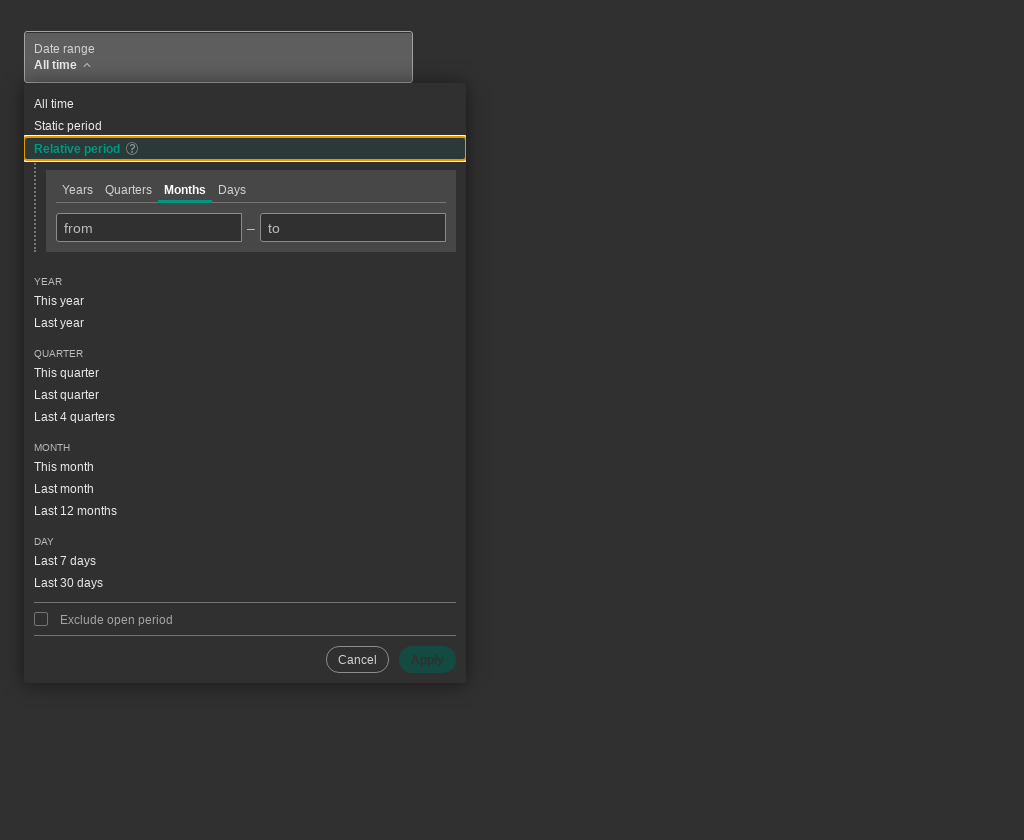 Date range
All time
All time
Static period
Relative period
Years Quarters Months Days
from – to
YEAR
This year
Last year
QUARTER
This quarter
Last quarter
Last 4 quarters
MONTH
This month
Last month
Last 12 months
DAY
Last 7 days
Last 30 days
Exclude open period
Cancel Apply